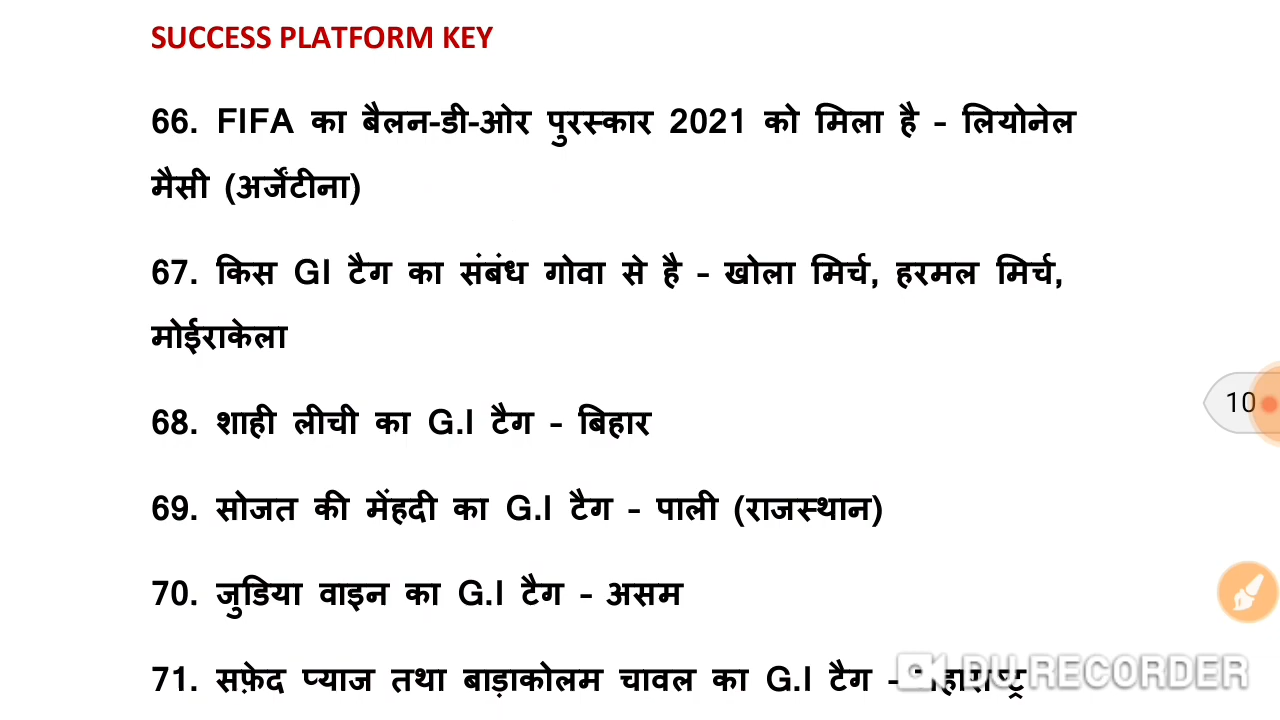 SUCCESS PLATFORM KEY
66. FIFA का बैलन-डी-ओर पुरस्कार 2021 को मिला है – लियोनेल
मैसी (अर्जेंटीना)
67. किस GI टैग का संबंध गोवा से है – खोला मिर्च, हरमल मिर्च,
मोईराकेला
68. शाही लीची का G.I टैग – बिहार
10
69. सोजत की मेंहदी का G.I टैग – पाली (राजस्थान)
70. जुडिया वाइन का G.I टैग – असम
71. सफ़ेद प्याज तथा बाड़ाकोलम चावल का G.I टैग – महाराष्ट्र
DU RECORDER